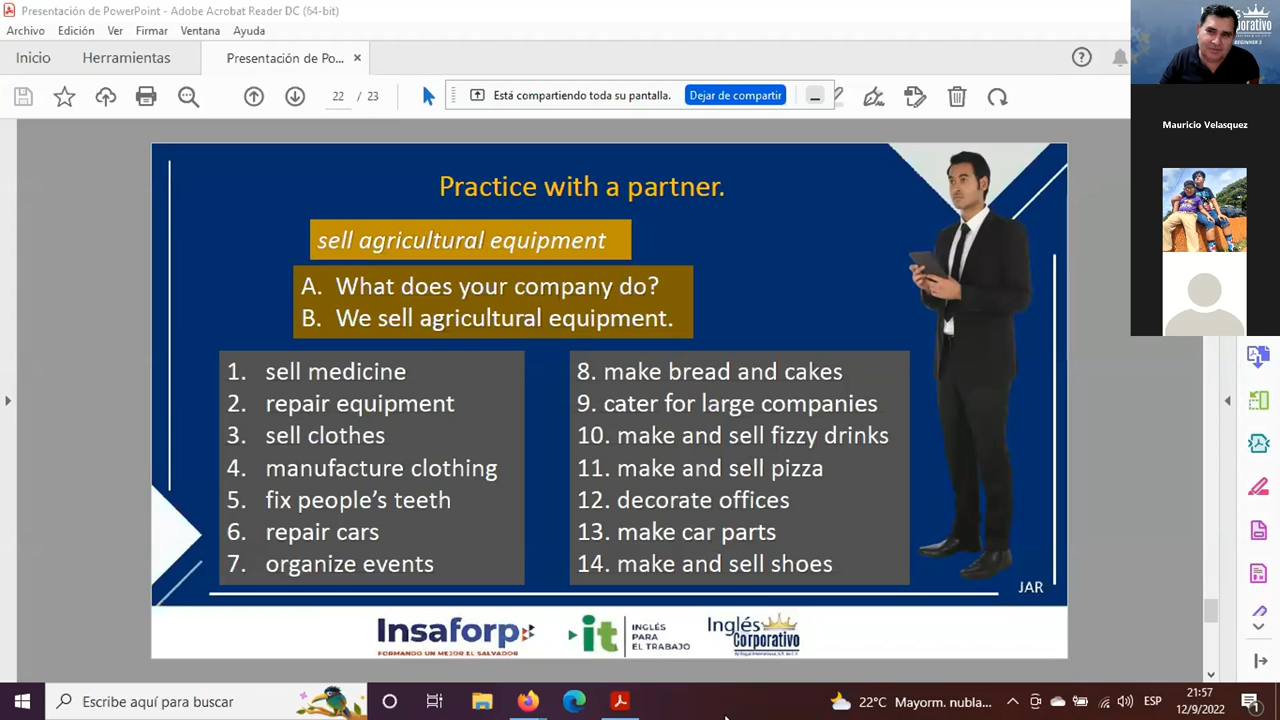 Presentación de PowerPoint - Adobe Acrobat Reader DC (64-bit)
Archivo Edición Ver Firmar Ventana Ayuda
Inicio Herramientas Presentación de Po... ×
22 / 23
Está compartiendo toda su pantalla. Dejar de compartir
Mauricio Velasquez
Practice with a partner.
sell agricultural equipment
A. What does your company do?
B. We sell agricultural equipment.
1. sell medicine
2. repair equipment
3. sell clothes
4. manufacture clothing
5. fix people's teeth
6. repair cars
7. organize events
8. make bread and cakes
9. cater for large companies
10. make and sell fizzy drinks
11. make and sell pizza
12. decorate offices
13. make car parts
14. make and sell shoes
JAR
Insaforp
FORMANDO UN MEJOR EL SALVADOR
it
INGLÉS
PARA
EL TRABAJO
Inglés
Corporativo
Escribe aquí para buscar
22°C Mayorm. nubla...
ESP
21:57
12/9/2022